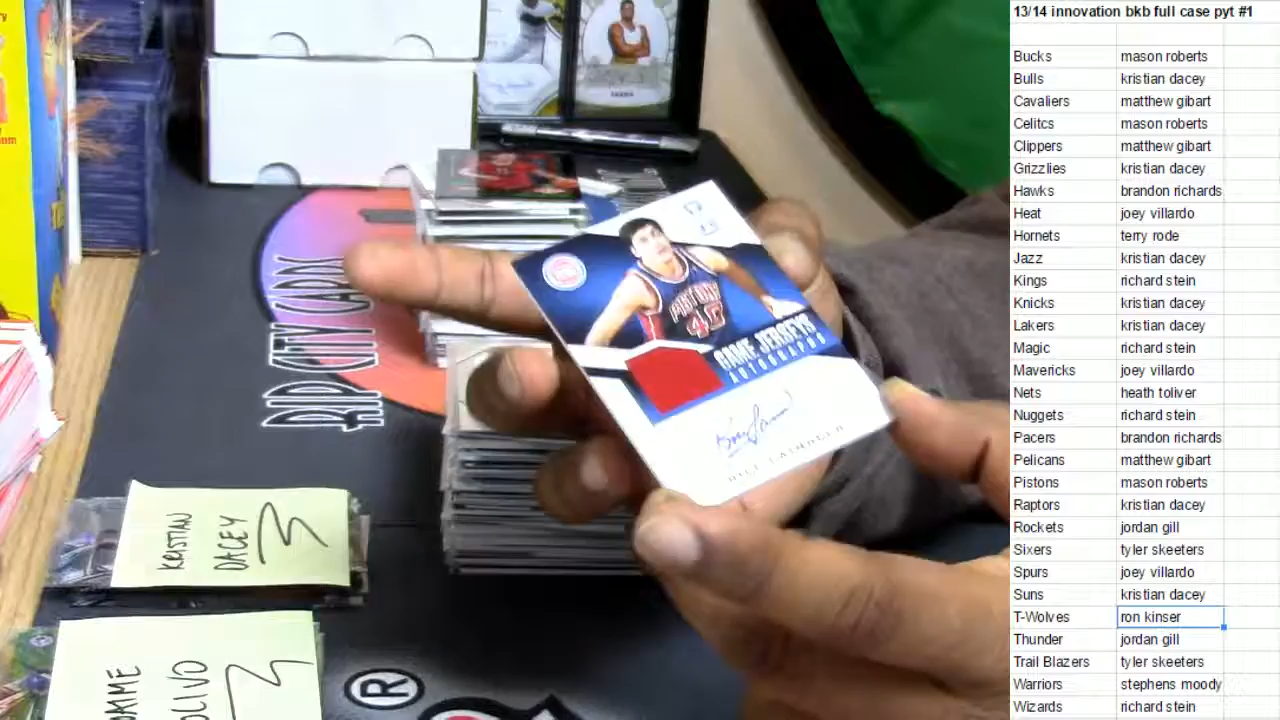 13/14 innovation bkb full case pyt #1
Bucks mason roberts
Bulls kristian dacey
Cavaliers matthew gibart
Celitcs mason roberts
Clippers matthew gibart
Grizzlies kristian dacey
Hawks brandon richards
Heat joey villardo
Hornets terry rode
Jazz kristian dacey
Kings richard stein
Knicks kristian dacey
Lakers kristian dacey
Magic richard stein
Mavericks joey villardo
Nets heath toliver
Nuggets richard stein
Pacers brandon richards
Pelicans matthew gibart
Pistons mason roberts
Raptors kristian dacey
Rockets jordan gill
Sixers tyler skeeters
Spurs joey villardo
Suns kristian dacey
T-Wolves ron kinser
Thunder jordan gill
Trail Blazers tyler skeeters
Warriors stephens moody
Wizards richard stein
PISTONS
40
GAME JERSEYS
AUTOGRAPHS
RIP CITY CARDS
KRISTIAN
DACEY
3
OLIVO
3
®